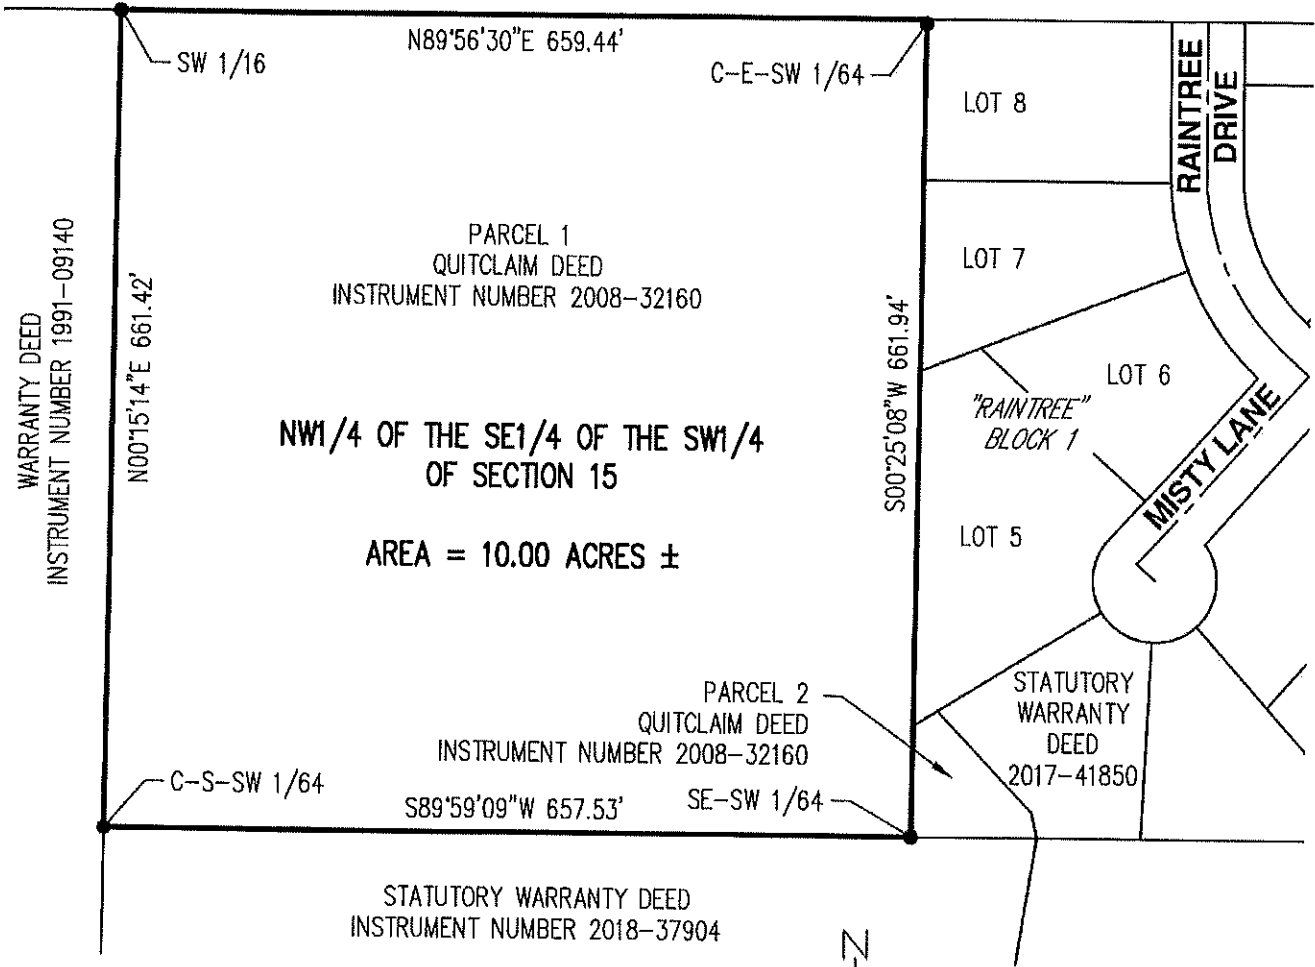 N89°56'30"E 659.44'
SW 1/16
C-E-SW 1/64
LOT 8
RAINTREE
DRIVE
PARCEL 1
QUITCLAIM DEED
INSTRUMENT NUMBER 2008-32160
LOT 7
WARRANTY DEED
INSTRUMENT NUMBER 1991-09140
N00°15'14"E 661.42'
S00°25'08"W 661.94'
LOT 6
"RAINTREE"
BLOCK 1
MISTY LANE
NW1/4 OF THE SE1/4 OF THE SW1/4
OF SECTION 15
AREA = 10.00 ACRES ±
LOT 5
PARCEL 2
QUITCLAIM DEED
INSTRUMENT NUMBER 2008-32160
STATUTORY
WARRANTY
DEED
2017-41850
C-S-SW 1/64
S89°59'09"W 657.53'
SE-SW 1/64
STATUTORY WARRANTY DEED
INSTRUMENT NUMBER 2018-37904